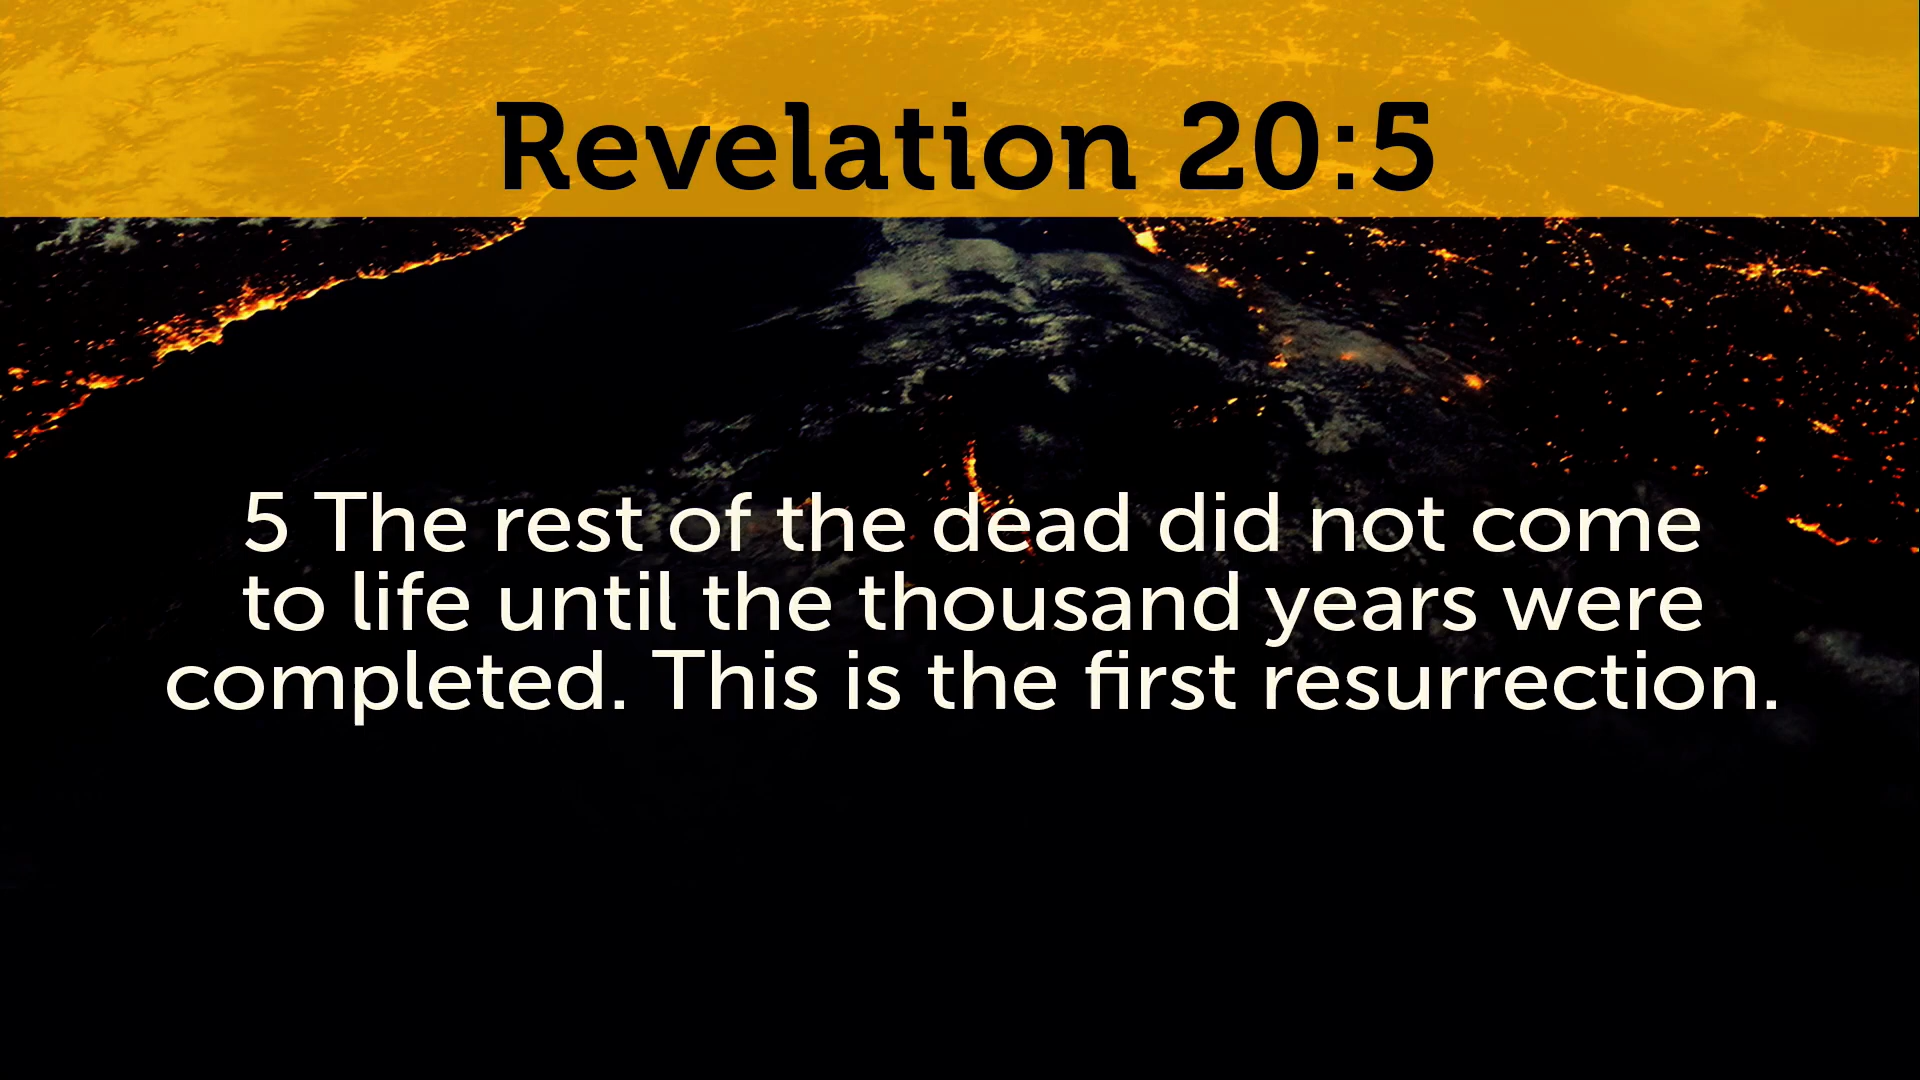 Revelation 20:5
5 The rest of the dead did not come
to life until the thousand years were
completed. This is the first resurrection.